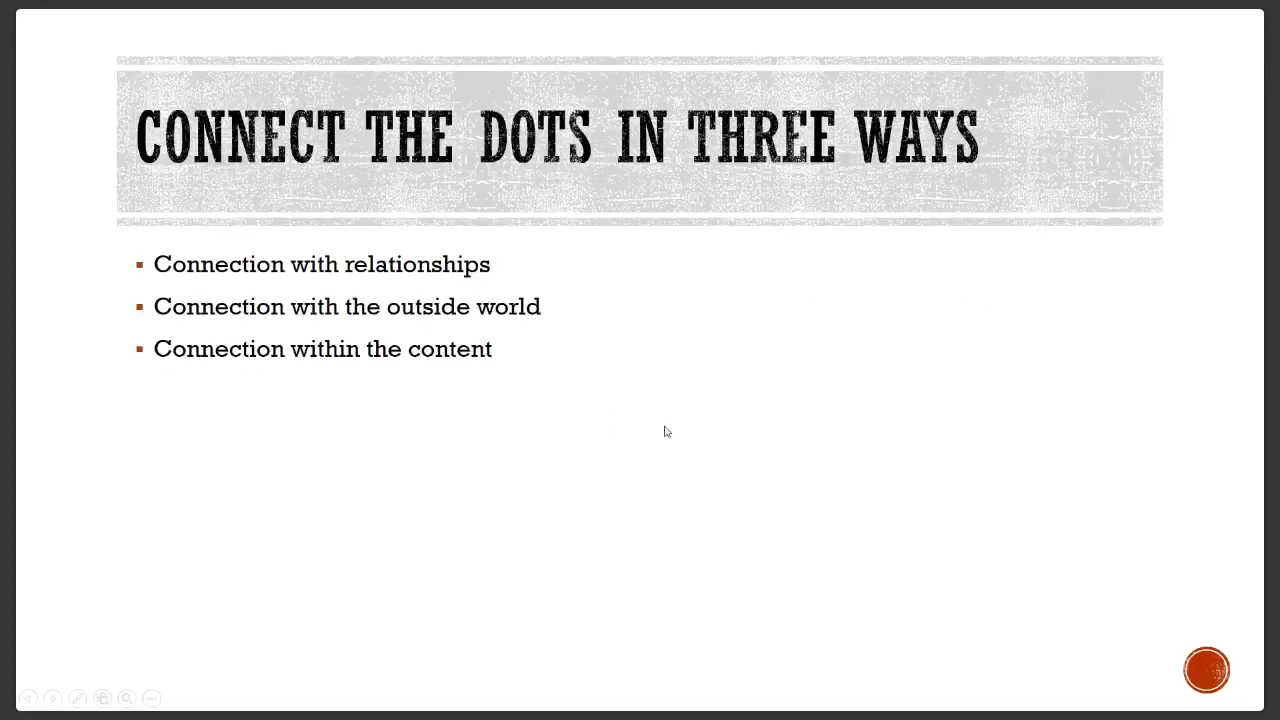 CONNECT THE DOTS IN THREE WAYS
Connection with relationships
Connection with the outside world
Connection within the content